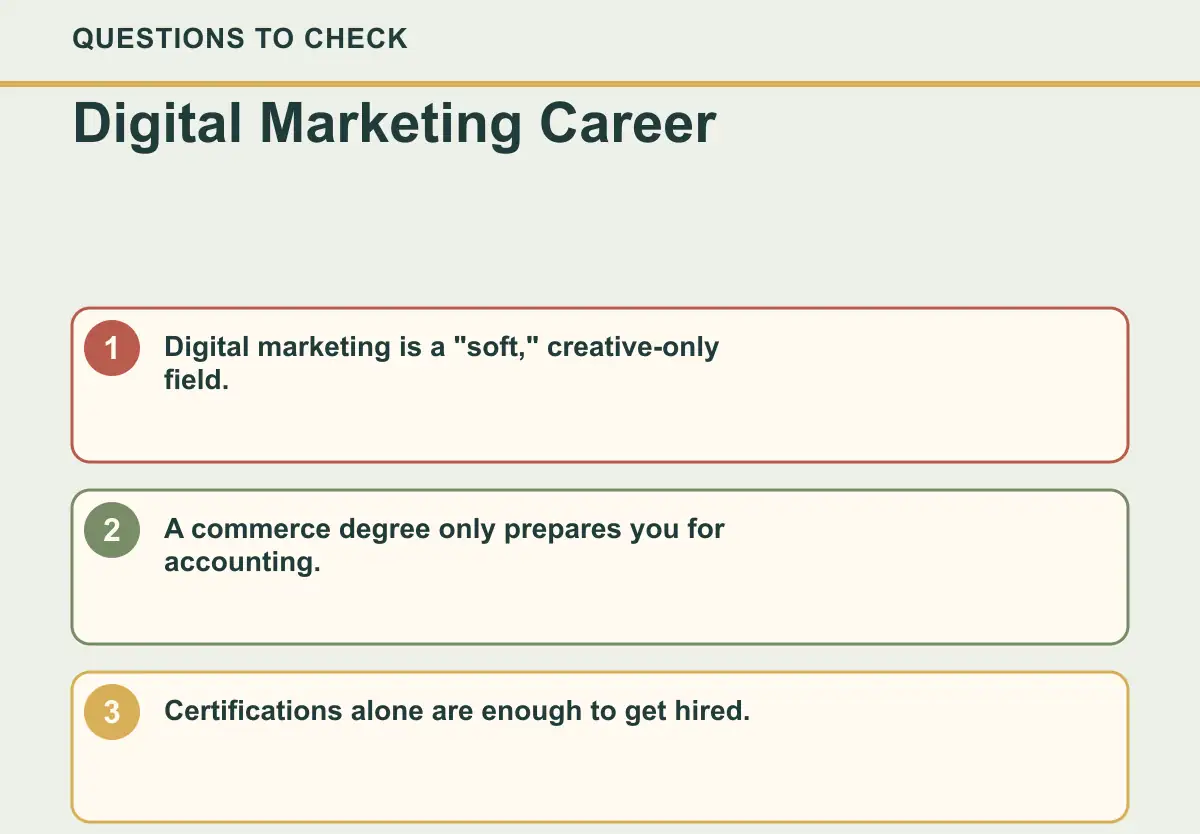 QUESTIONS TO CHECK
Digital Marketing Career
1
Digital marketing is a "soft," creative-only
field.
2
A commerce degree only prepares you for
accounting.
3
Certifications alone are enough to get hired.